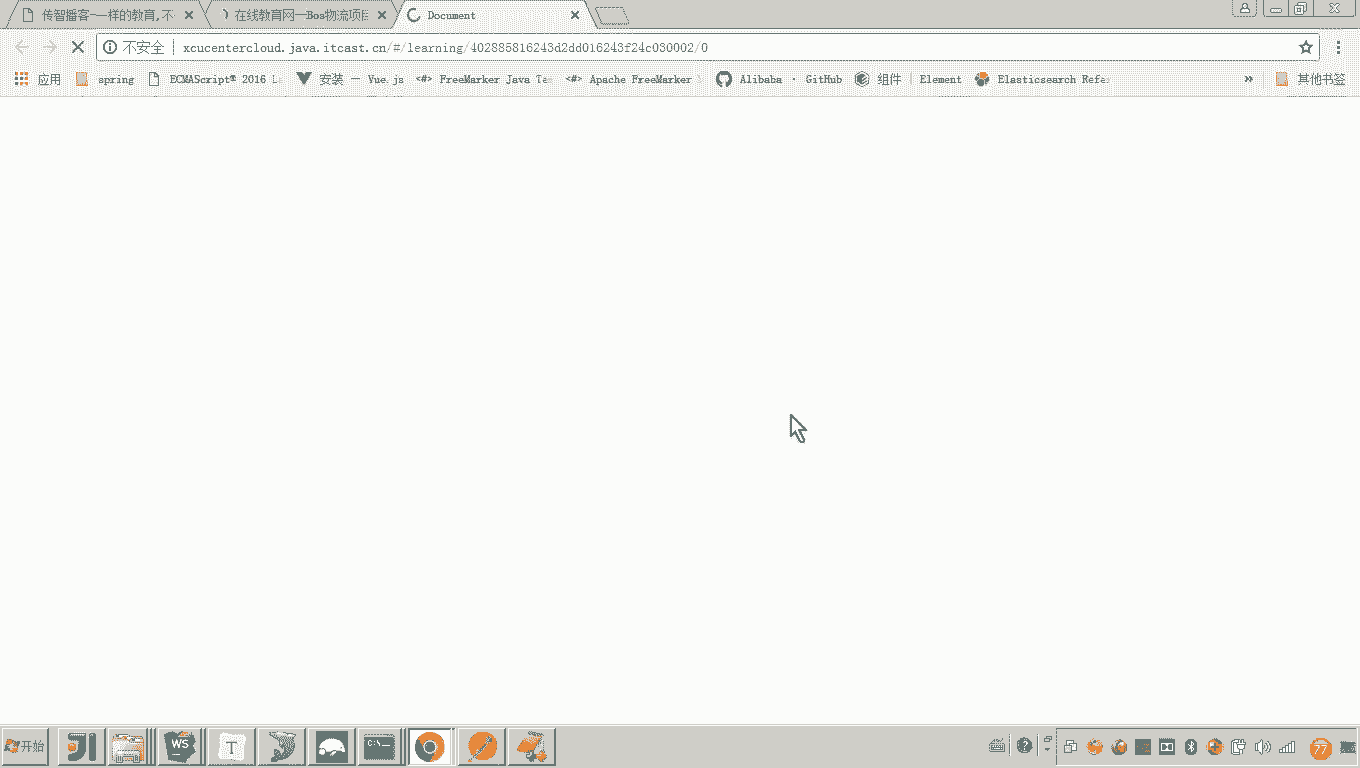 传智播客-一样的教育,不
在线教育网—Bos物流项目
Document
不安全 xcucentercloud.java.itcast.cn/#/learning/402885816243d2dd016243f24c030002/0
应用 spring ECMAScript® 2016 L 安装 — Vue.js <#> FreeMarker Java Te <#> Apache FreeMarker Alibaba · GitHub 组件 | Element Elasticsearch Refe » 其他书签
开始 JI WS T C:\ 77